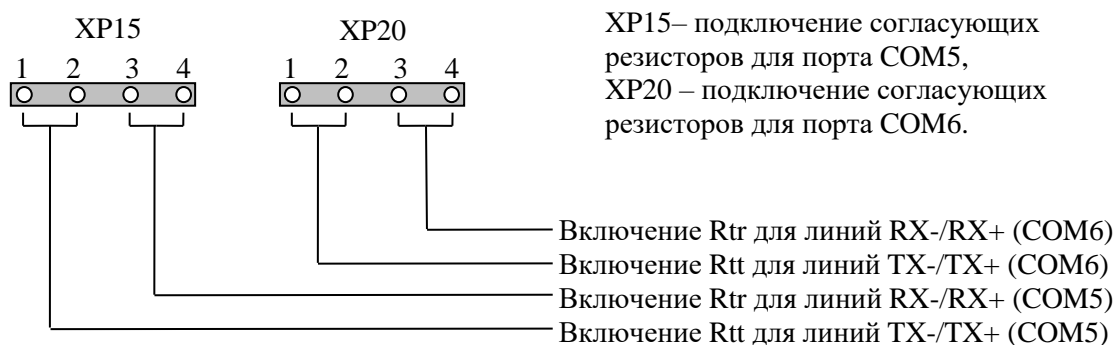 XP15
XP20
1 2 3 4
1 2 3 4
XP15– подключение согласующих
резисторов для порта COM5,
XP20 – подключение согласующих
резисторов для порта COM6.
Включение Rtr для линий RX-/RX+ (COM6)
Включение Rtt для линий TX-/TX+ (COM6)
Включение Rtr для линий RX-/RX+ (COM5)
Включение Rtt для линий TX-/TX+ (COM5)